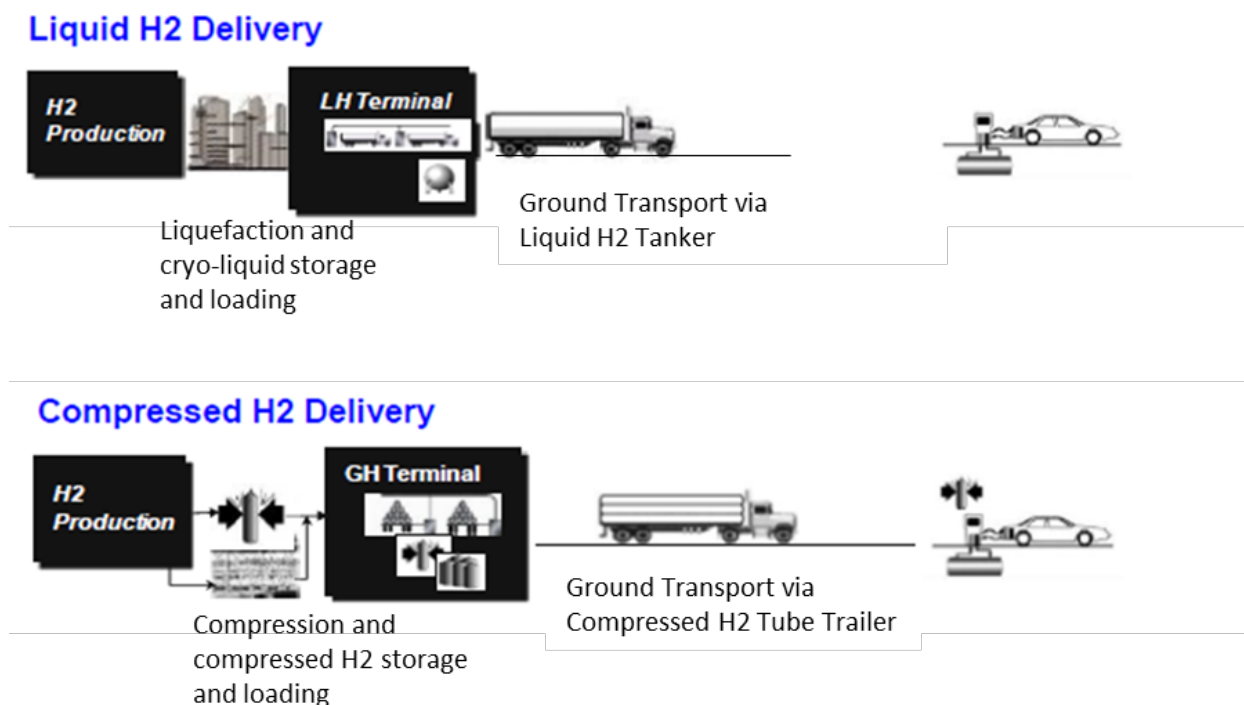 Liquid H2 Delivery
H2
Production
LH Terminal
Liquefaction and
cryo-liquid storage
and loading
Ground Transport via
Liquid H2 Tanker
Compressed H2 Delivery
H2
Production
GH Terminal
Compression and
compressed H2 storage
and loading
Ground Transport via
Compressed H2 Tube Trailer